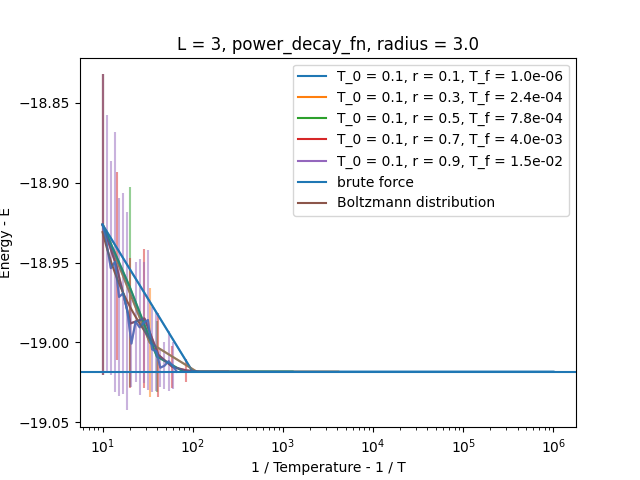 L = 3, power_decay_fn, radius = 3.0
T_0 = 0.1, r = 0.1, T_f = 1.0e-06
T_0 = 0.1, r = 0.3, T_f = 2.4e-04
T_0 = 0.1, r = 0.5, T_f = 7.8e-04
T_0 = 0.1, r = 0.7, T_f = 4.0e-03
T_0 = 0.1, r = 0.9, T_f = 1.5e-02
brute force
Boltzmann distribution
Energy - E
−18.85
−18.90
−18.95
−19.00
−19.05
10¹ 10² 10³ 10⁴ 10⁵ 10⁶
1 / Temperature - 1 / T